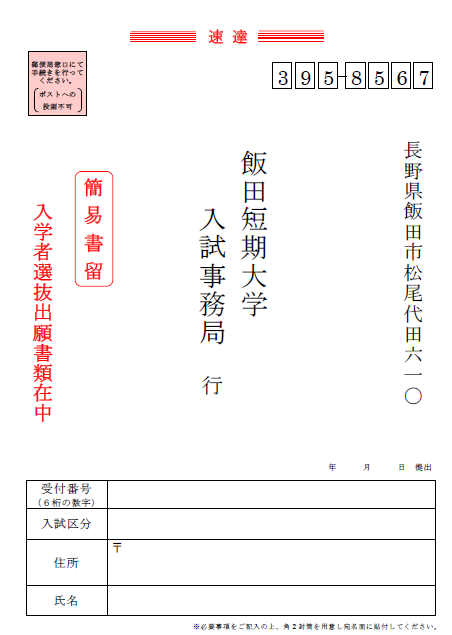 速達
郵便局窓口にて
手続きを行って
ください。
ポストへの
投函不可
395-8567
長野県飯田市松尾代田六一〇
飯田短期大学
入試事務局 行
簡易書留
入学者選抜出願書類在中
年 月 日 提出
受付番号
（６桁の数字）
入試区分
住所
〒
氏名
※必要事項をご記入の上、角２封筒を用意し宛名面に貼付してください。